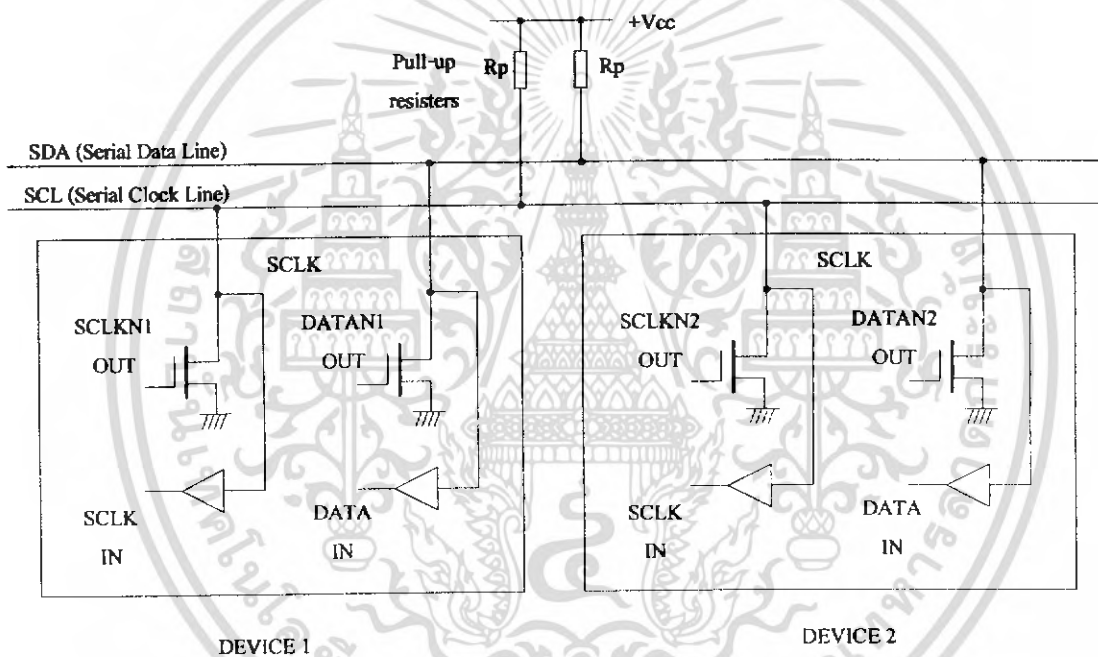 +Vcc
Pull-up Rp Rp
resisters
SDA (Serial Data Line)
SCL (Serial Clock Line)
SCLK
SCLKN1
OUT
DATAN1
OUT
SCLK
IN
DATA
IN
DEVICE 1
SCLK
SCLKN2
OUT
DATAN2
OUT
SCLK
IN
DATA
IN
DEVICE 2